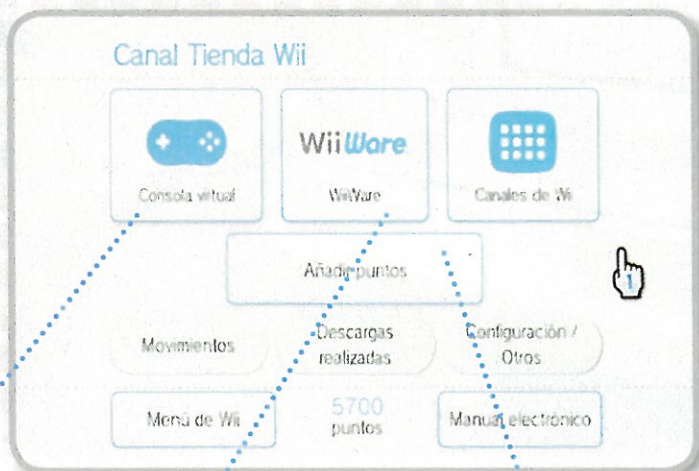 Canal Tienda Wii
WiiWare
Consola virtual
WiiWare
Canales de Wii
Añadir puntos
Movimientos
Descargas
realizadas
Configuración /
Otros
Menú de Wii
5700
puntos
Manual electrónico
1